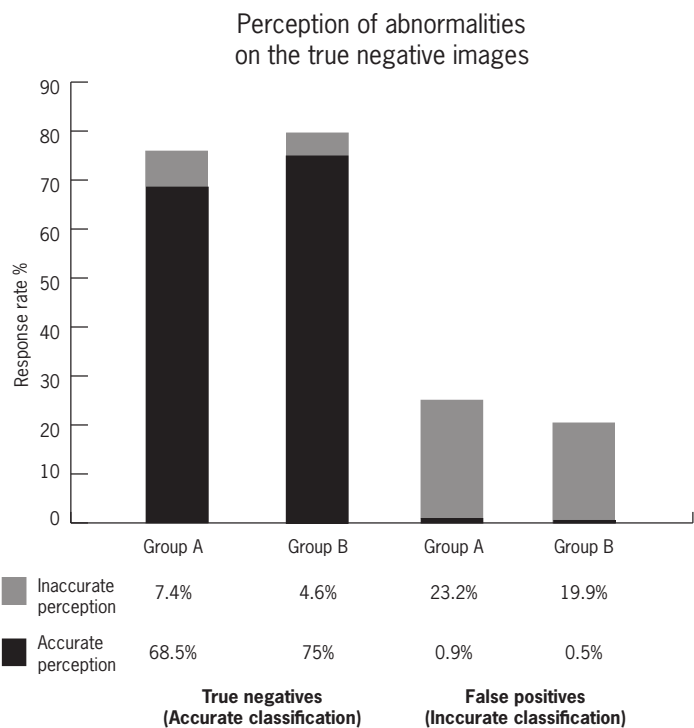 Perception of abnormalities
on the true negative images
Response rate %
90
80
70
60
50
40
30
20
10
0
Group A Group B Group A Group B
Inaccurate
perception
7.4% 4.6% 23.2% 19.9%
Accurate
perception
68.5% 75% 0.9% 0.5%
True negatives
(Accurate classification)
False positives
(Inccurate classification)